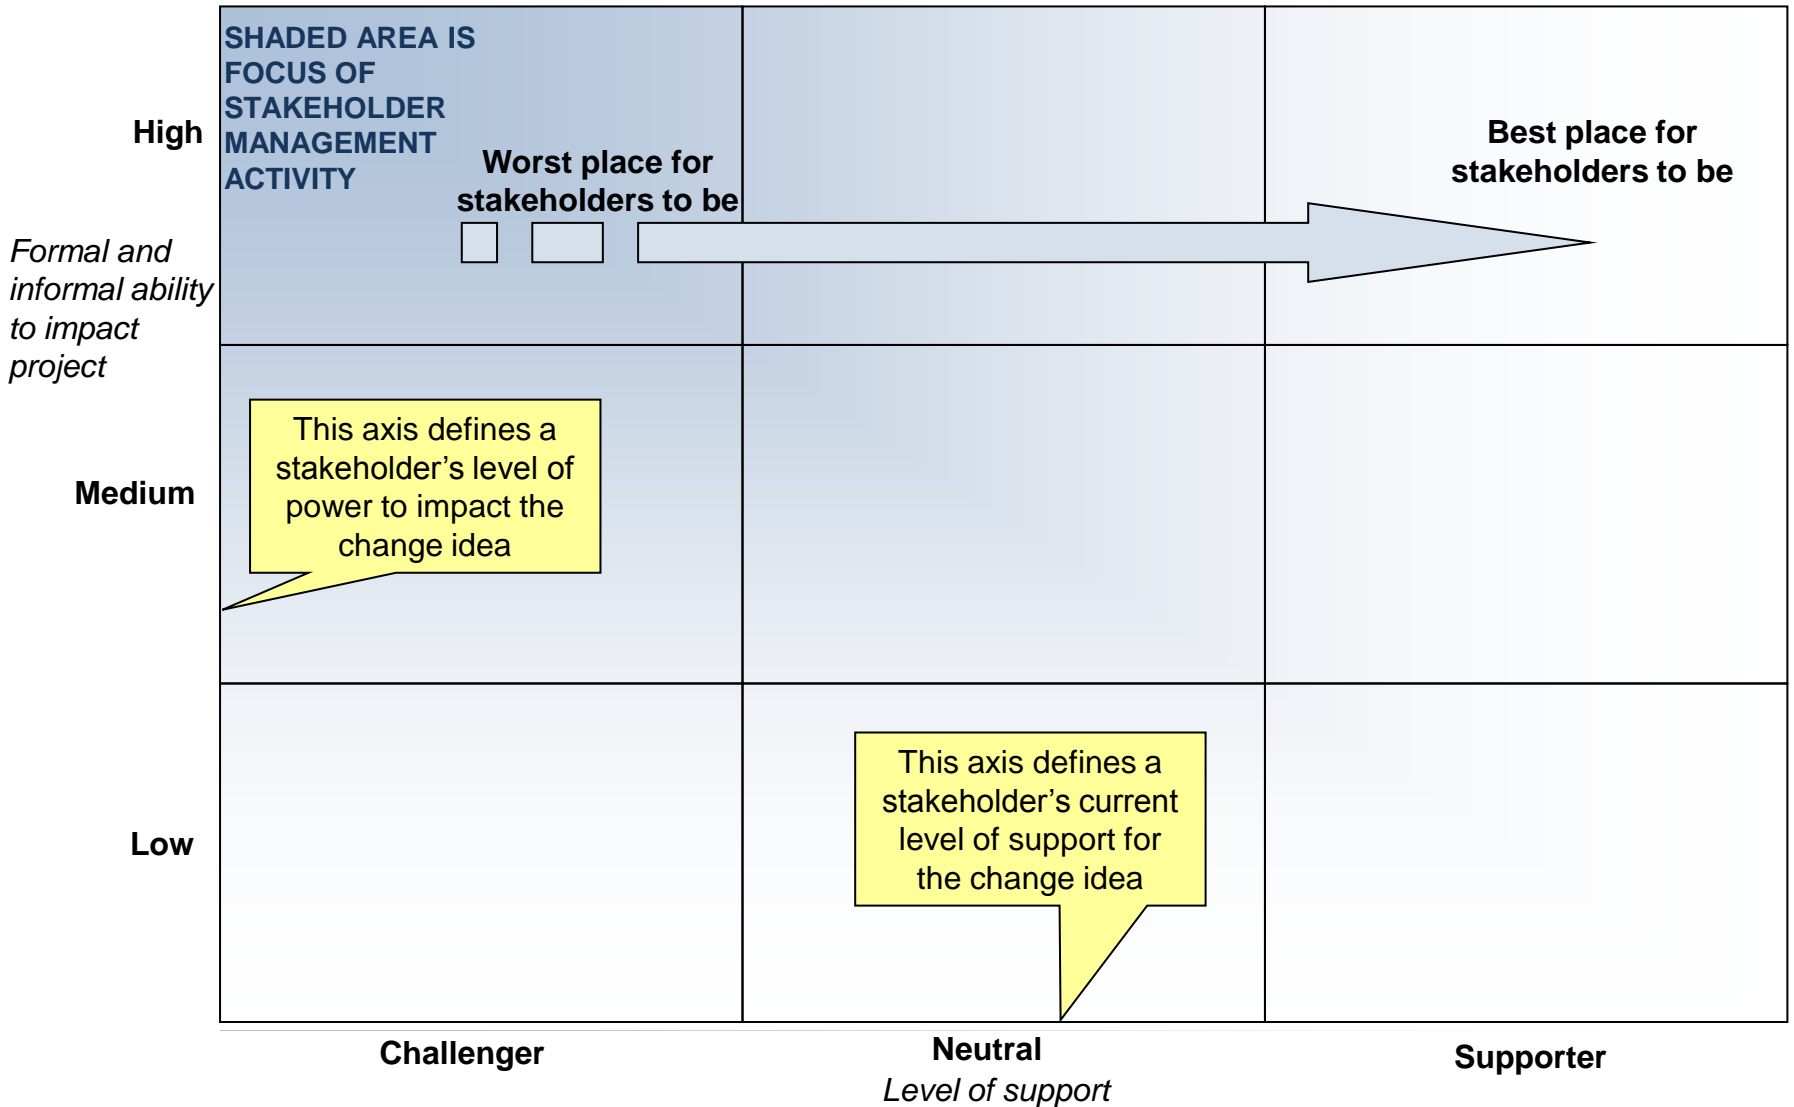 SHADED AREA IS
FOCUS OF
STAKEHOLDER
MANAGEMENT
ACTIVITY
High
Worst place for
stakeholders to be
Best place for
stakeholders to be
Formal and
informal ability
to impact
project
This axis defines a
stakeholder’s level of
power to impact the
change idea
Medium
This axis defines a
stakeholder’s current
level of support for
the change idea
Low
Challenger
Neutral
Supporter
Level of support